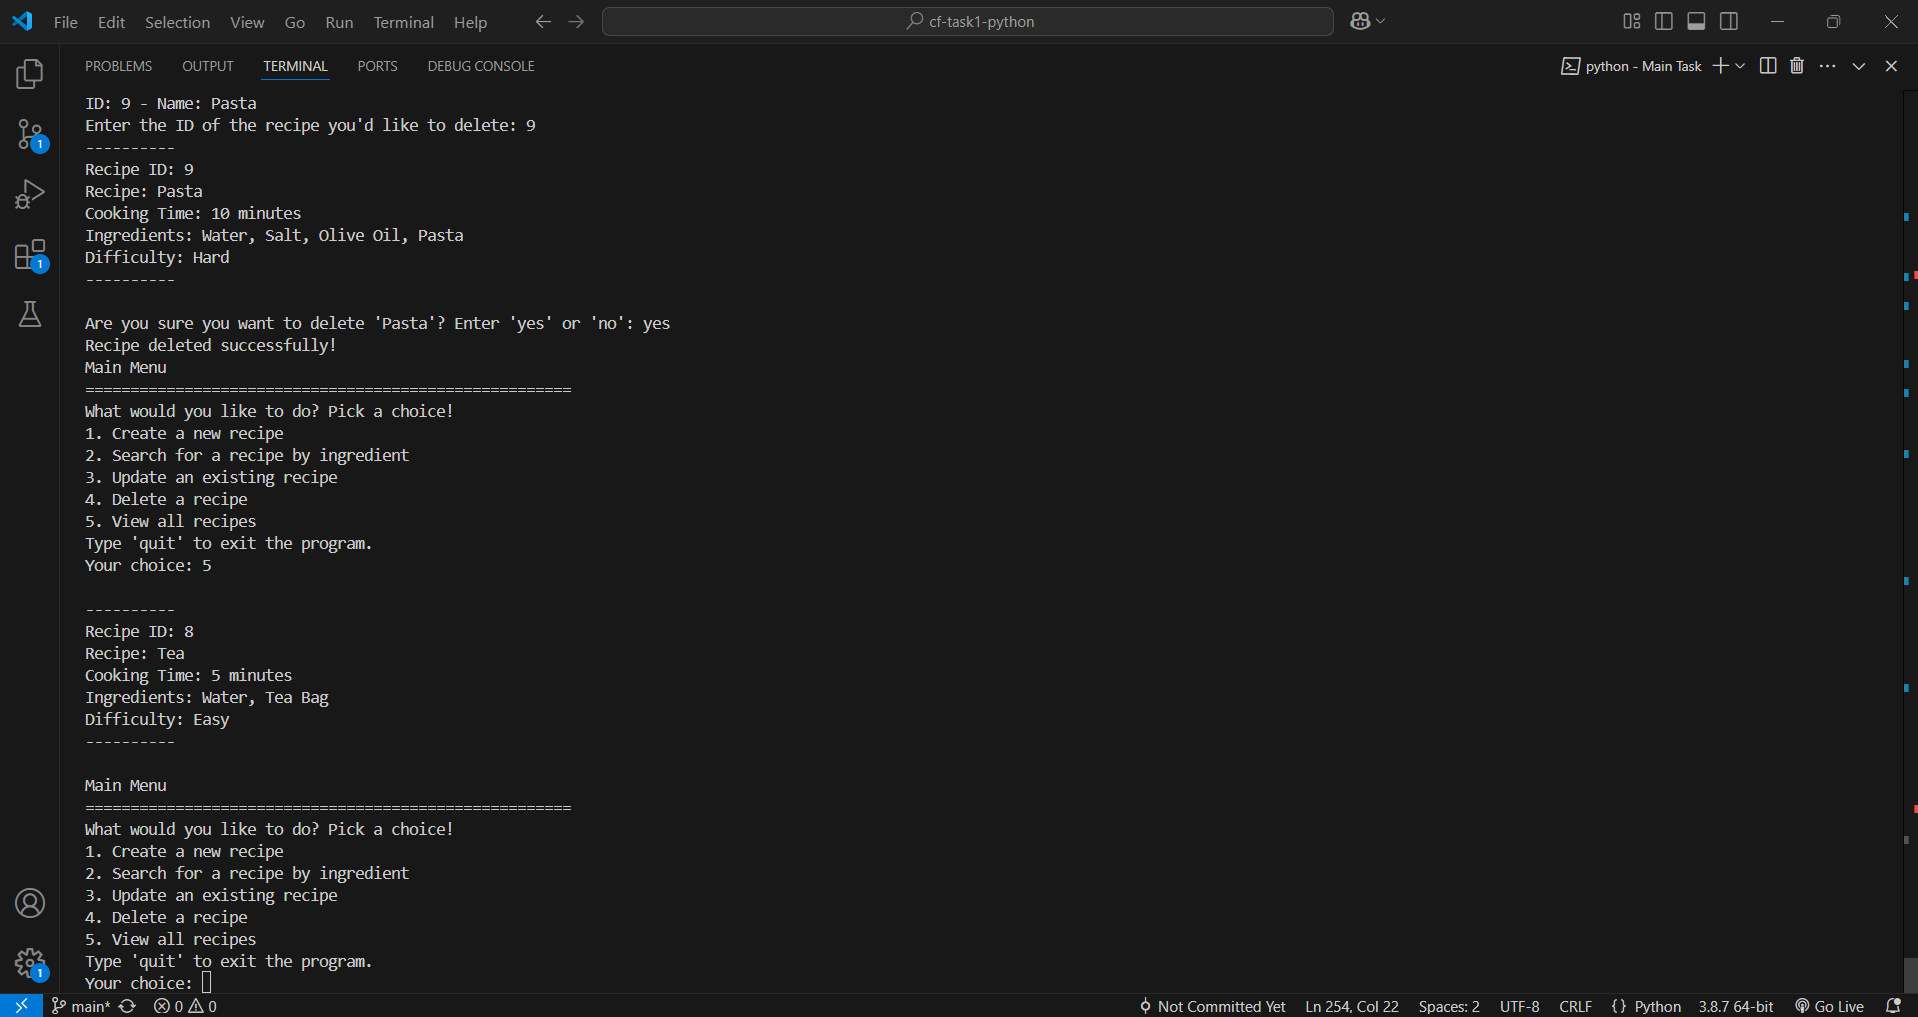 File Edit Selection View Go Run Terminal Help cf-task1-python
PROBLEMS OUTPUT TERMINAL PORTS DEBUG CONSOLE python - Main Task
ID: 9 - Name: Pasta
Enter the ID of the recipe you'd like to delete: 9
----------
Recipe ID: 9
Recipe: Pasta
Cooking Time: 10 minutes
Ingredients: Water, Salt, Olive Oil, Pasta
Difficulty: Hard
----------
Are you sure you want to delete 'Pasta'? Enter 'yes' or 'no': yes
Recipe deleted successfully!
Main Menu
======================================================
What would you like to do? Pick a choice!
1. Create a new recipe
2. Search for a recipe by ingredient
3. Update an existing recipe
4. Delete a recipe
5. View all recipes
Type 'quit' to exit the program.
Your choice: 5
----------
Recipe ID: 8
Recipe: Tea
Cooking Time: 5 minutes
Ingredients: Water, Tea Bag
Difficulty: Easy
----------
Main Menu
======================================================
What would you like to do? Pick a choice!
1. Create a new recipe
2. Search for a recipe by ingredient
3. Update an existing recipe
4. Delete a recipe
5. View all recipes
Type 'quit' to exit the program.
Your choice:
1
1
1
main* 0 0 Not Committed Yet Ln 254, Col 22 Spaces: 2 UTF-8 CRLF {} Python 3.8.7 64-bit Go Live